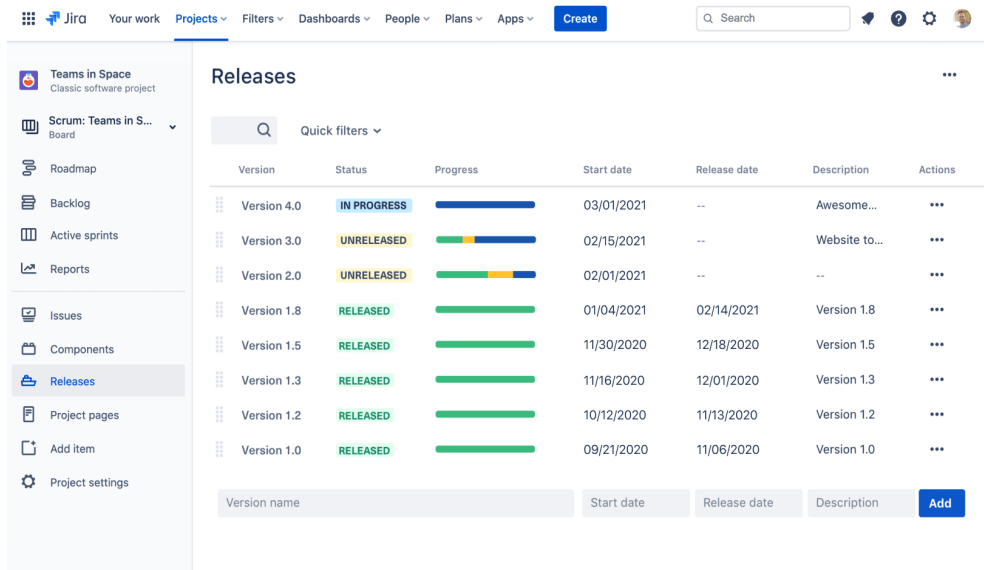 Jira Your work Projects Filters Dashboards People Plans Apps Create Search
Teams in Space
Classic software project
Scrum: Teams in S...
Board
Roadmap
Backlog
Active sprints
Reports
Issues
Components
Releases
Project pages
Add item
Project settings
Releases
Quick filters
Version Status Progress Start date Release date Description Actions
Version 4.0 IN PROGRESS 03/01/2021 -- Awesome...
Version 3.0 UNRELEASED 02/15/2021 -- Website to...
Version 2.0 UNRELEASED 02/01/2021 -- --
Version 1.8 RELEASED 01/04/2021 02/14/2021 Version 1.8
Version 1.5 RELEASED 11/30/2020 12/18/2020 Version 1.5
Version 1.3 RELEASED 11/16/2020 12/01/2020 Version 1.3
Version 1.2 RELEASED 10/12/2020 11/13/2020 Version 1.2
Version 1.0 RELEASED 09/21/2020 11/06/2020 Version 1.0
Version name Start date Release date Description Add